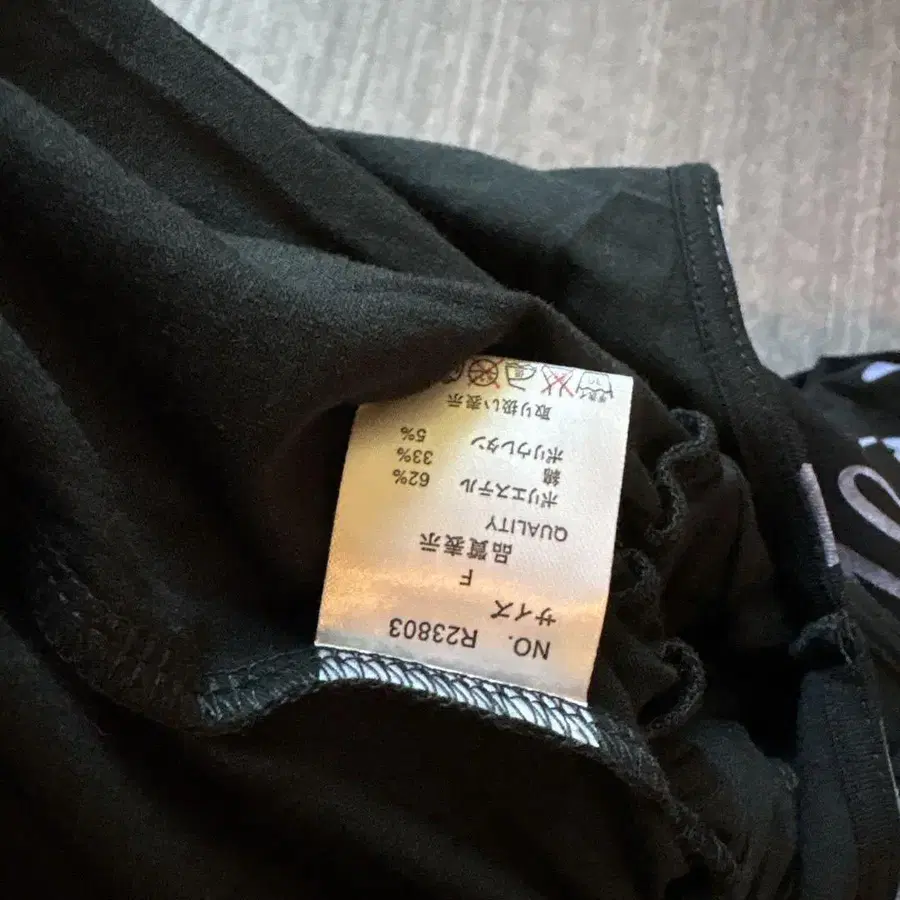 NO. R23803
サイズ
F
品質表示
QUALITY
ポリエステル 62%
綿 33%
ポリウレタン 5%
取り扱い表示